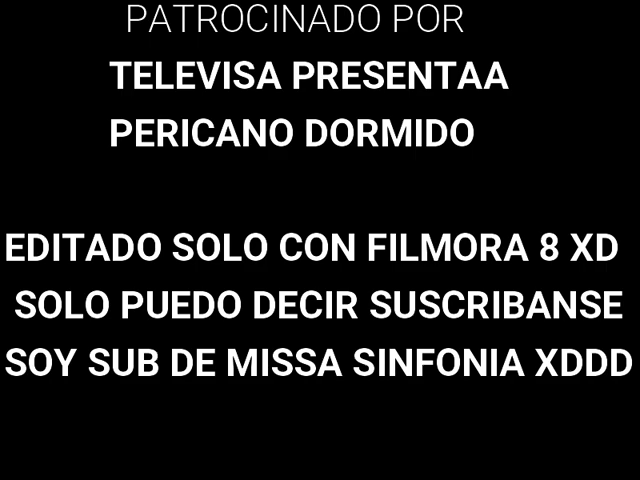 PATROCINADO POR
TELEVISA PRESENTAA
PERICANO DORMIDO
EDITADO SOLO CON FILMORA 8 XD
SOLO PUEDO DECIR SUSCRIBANSE
SOY SUB DE MISSA SINFONIA XDDD